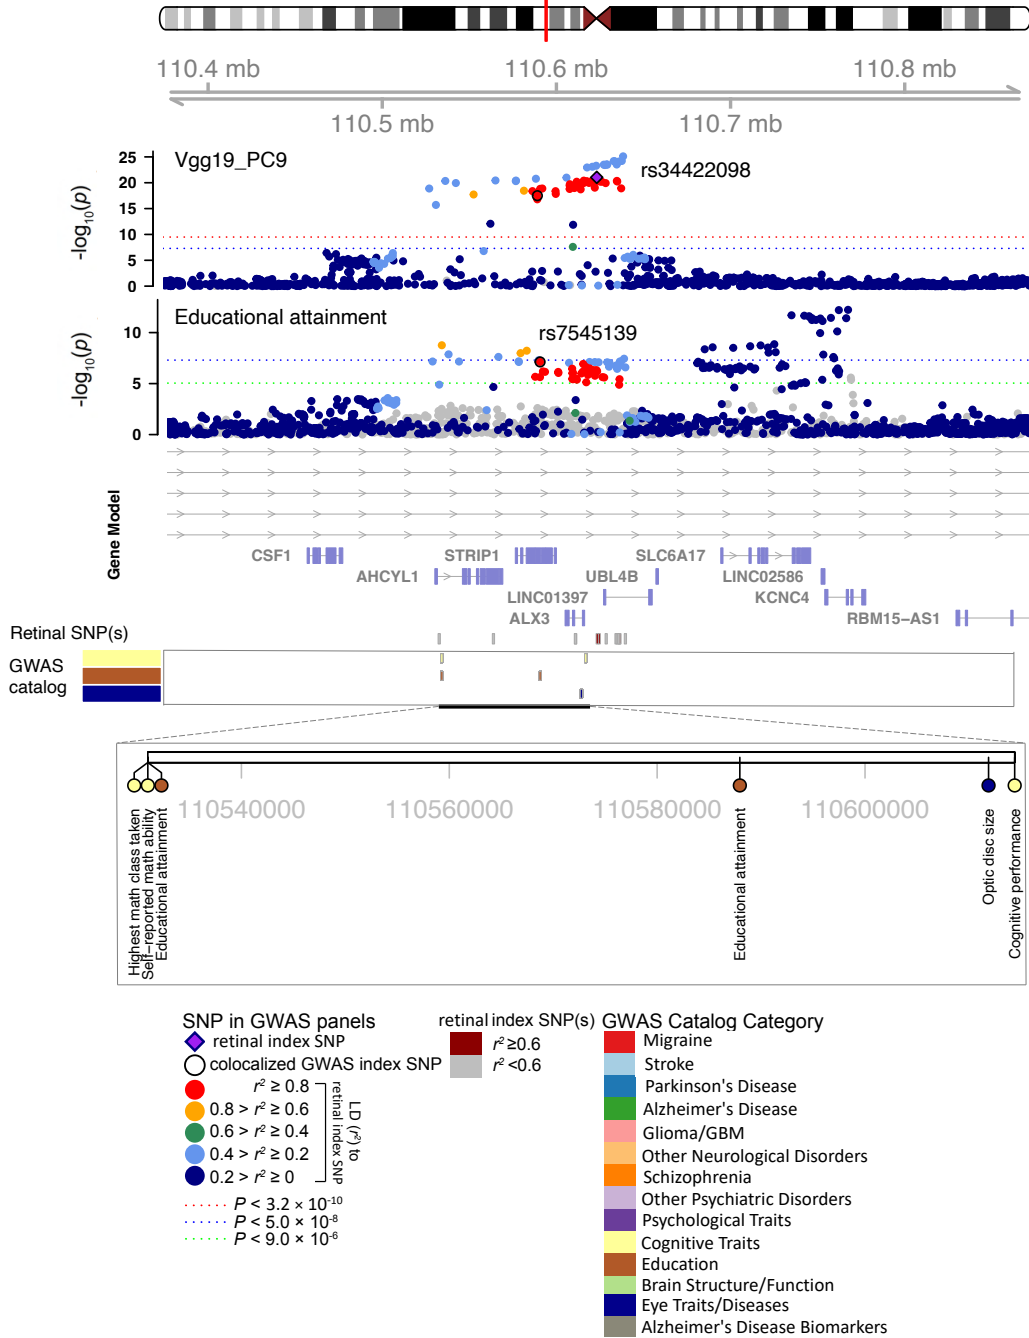 110.4 mb 110.6 mb 110.8 mb
110.5 mb 110.7 mb
Vgg19_PC9
rs34422098
-log10(p)
25
20
15
10
5
0
Educational attainment
rs7545139
-log10(p)
10
5
0
Gene Model
CSF1 STRIP1 SLC6A17
AHCYL1 UBL4B LINC02586
LINC01397 KCNC4
ALX3 RBM15−AS1
Retinal SNP(s)
GWAS
catalog
110540000 110560000 110580000 110600000
Highest math class taken
Self−reported math ability
Educational attainment
Educational attainment
Optic disc size
Cognitive performance
SNP in GWAS panels
retinal index SNP
colocalized GWAS index SNP
r² ≥ 0.8
0.8 > r² ≥ 0.6
0.6 > r² ≥ 0.4
0.4 > r² ≥ 0.2
0.2 > r² ≥ 0
LD (r²) to
retinal index SNP
P < 3.2 × 10⁻¹⁰
P < 5.0 × 10⁻⁸
P < 9.0 × 10⁻⁶
retinal index SNP(s)
r² ≥0.6
r² <0.6
GWAS Catalog Category
Migraine
Stroke
Parkinson's Disease
Alzheimer's Disease
Glioma/GBM
Other Neurological Disorders
Schizophrenia
Other Psychiatric Disorders
Psychological Traits
Cognitive Traits
Education
Brain Structure/Function
Eye Traits/Diseases
Alzheimer's Disease Biomarkers